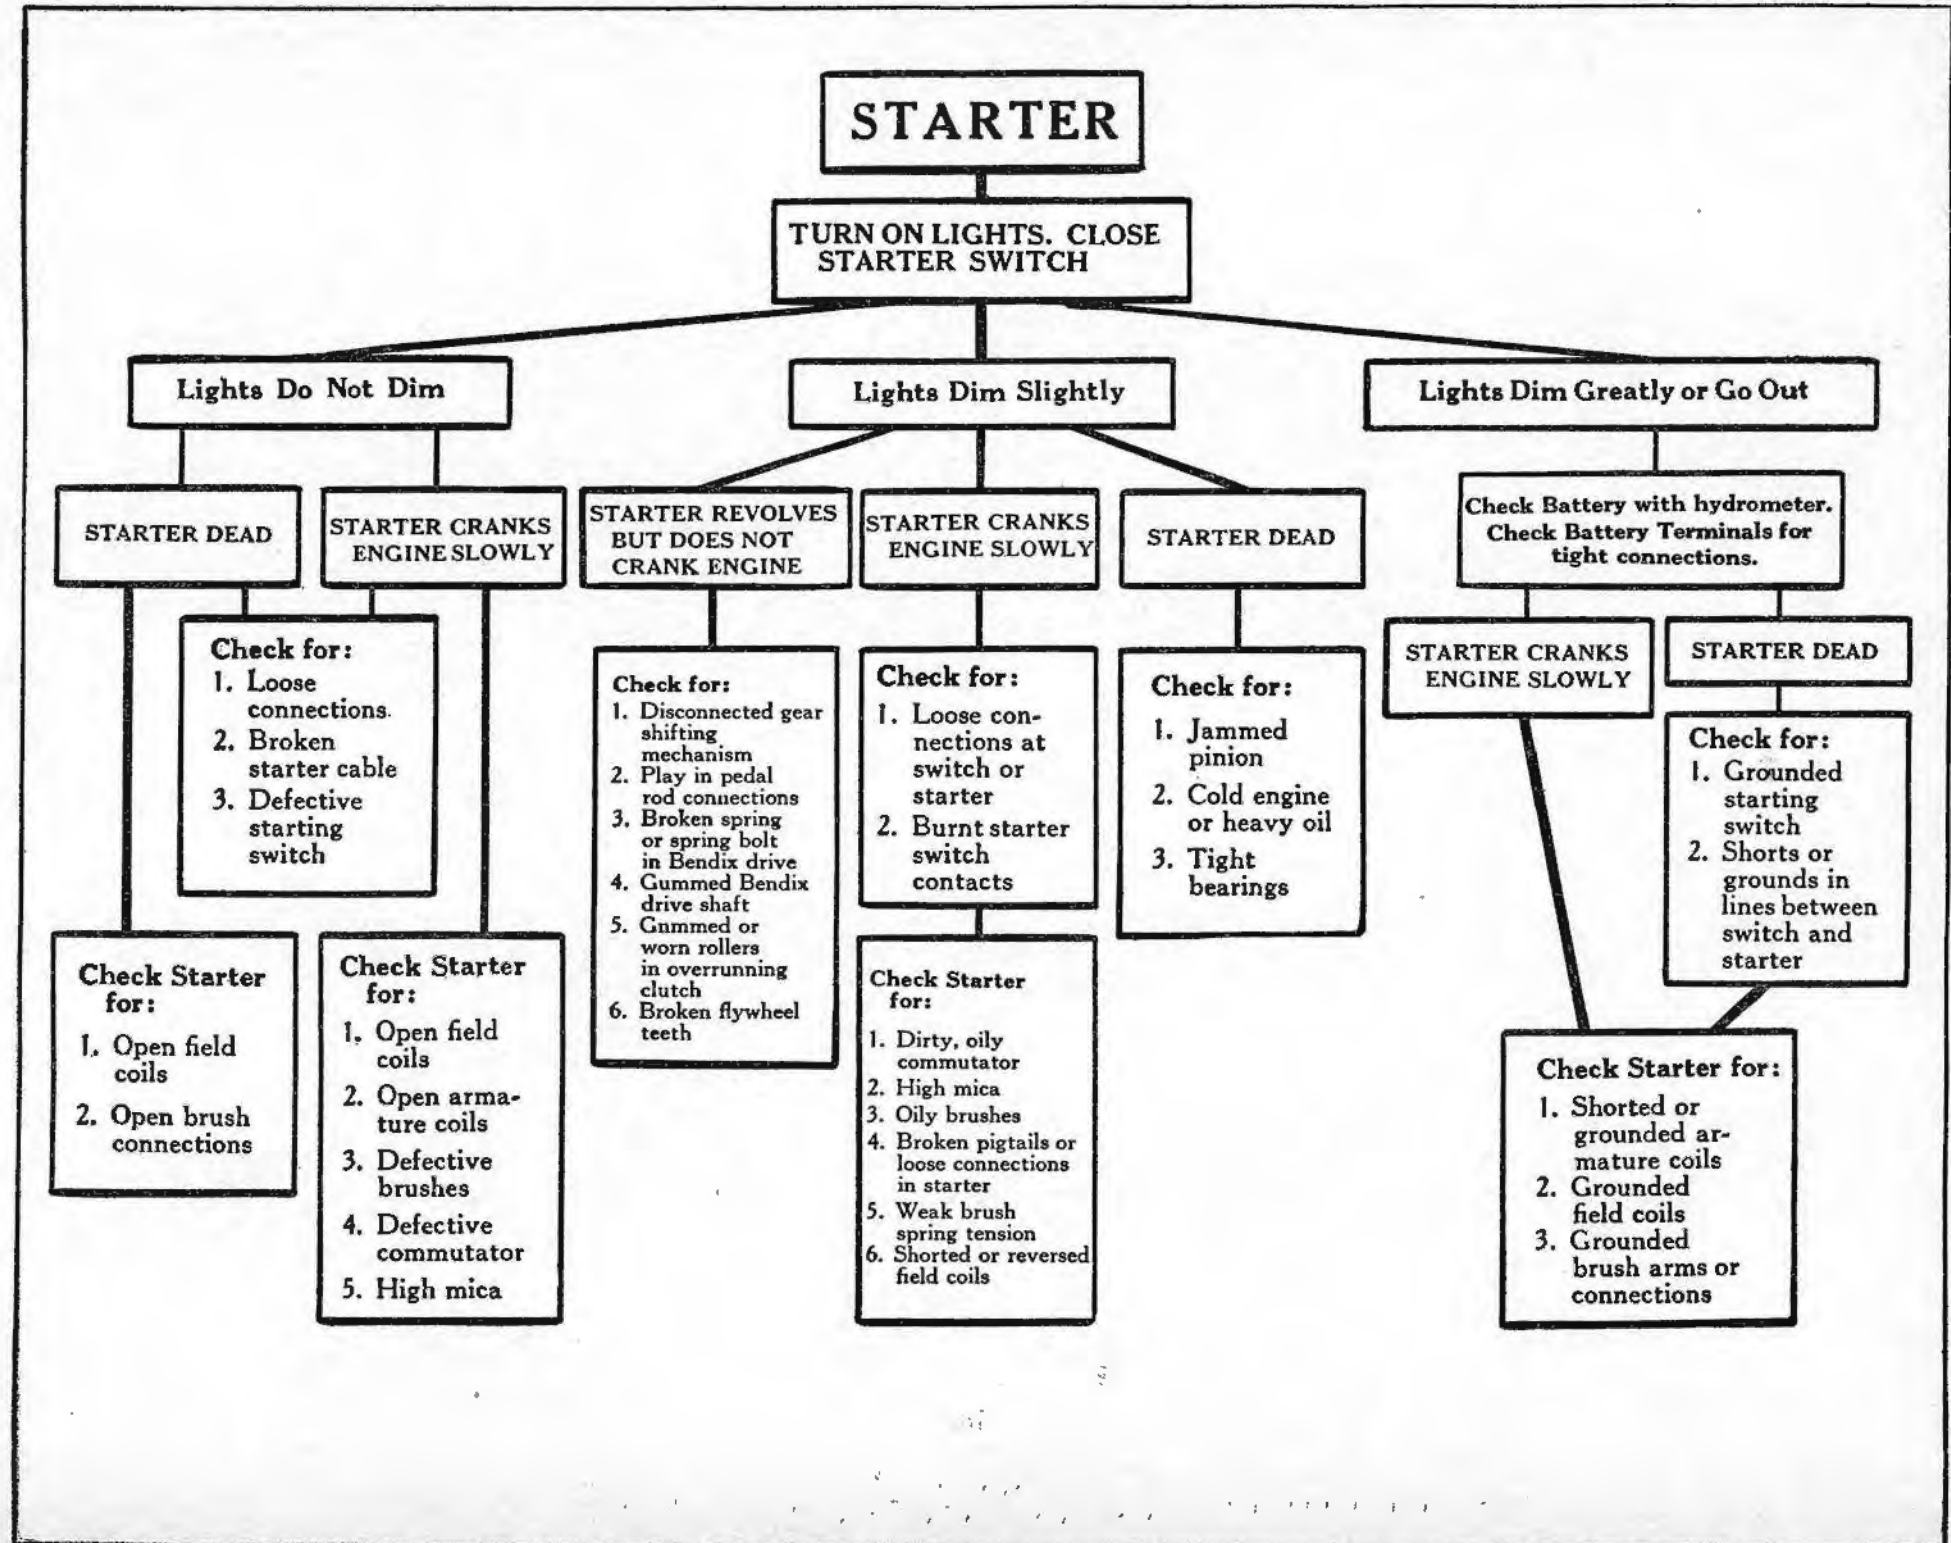 STARTER
TURN ON LIGHTS. CLOSE
STARTER SWITCH
Lights Do Not Dim
Lights Dim Slightly
Lights Dim Greatly or Go Out
STARTER DEAD
STARTER CRANKS
ENGINE SLOWLY
STARTER REVOLVES
BUT DOES NOT
CRANK ENGINE
STARTER CRANKS
ENGINE SLOWLY
STARTER DEAD
Check Battery with hydrometer.
Check Battery Terminals for
tight connections.
STARTER CRANKS
ENGINE SLOWLY
STARTER DEAD
Check for:
1. Loose
connections.
2. Broken
starter cable
3. Defective
starting
switch
Check Starter
for:
1. Open field
coils
2. Open brush
connections
Check Starter
for:
1. Open field
coils
2. Open arma-
ture coils
3. Defective
brushes
4. Defective
commutator
5. High mica
Check for:
1. Disconnected gear
shifting
mechanism
2. Play in pedal
rod connections
3. Broken spring
or spring bolt
in Bendix drive
4. Gummed Bendix
drive shaft
5. Gnmmed or
worn rollers
in overrunning
clutch
6. Broken flywheel
teeth
Check for:
1. Loose con-
nections at
switch or
starter
2. Burnt starter
switch
contacts
Check Starter
for:
1. Dirty, oily
commutator
2. High mica
3. Oily brushes
4. Broken pigtails or
loose connections
in starter
5. Weak brush
spring tension
6. Shorted or reversed
field coils
Check for:
1. Jammed
pinion
2. Cold engine
or heavy oil
3. Tight
bearings
Check for:
1. Grounded
starting
switch
2. Shorts or
grounds in
lines between
switch and
starter
Check Starter for:
1. Shorted or
grounded ar-
mature coils
2. Grounded
field coils
3. Grounded
brush arms or
connections